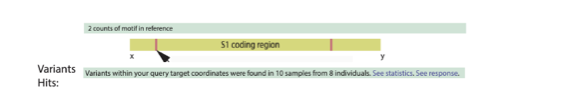 2 counts of motif in reference
S1 coding region
x
y
Variants
Hits:
Variants within your query target coordinates were found in 10 samples from 8 individuals. See statistics. See response.